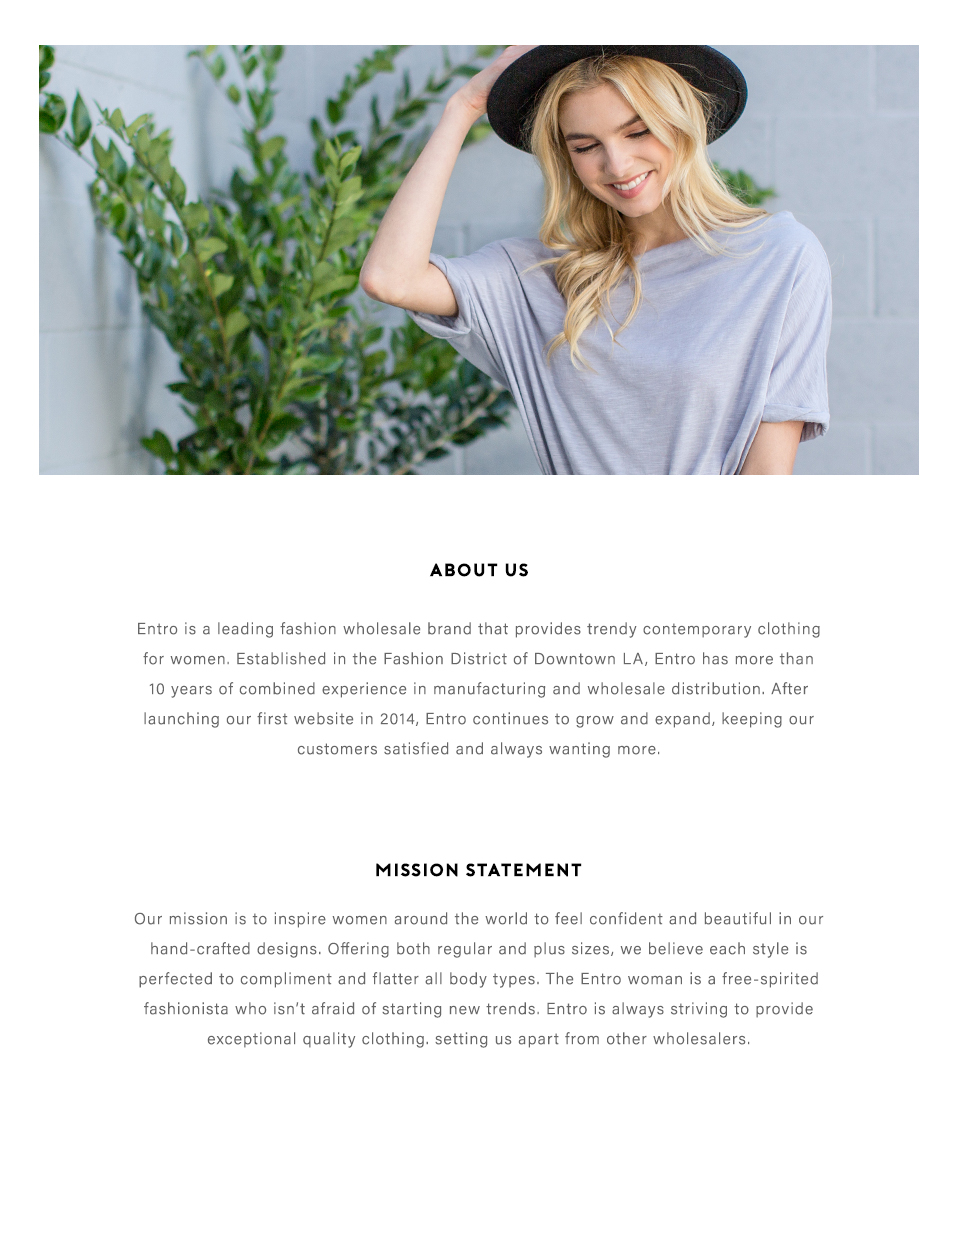 ABOUT US
Entro is a leading fashion wholesale brand that provides trendy contemporary clothing
for women. Established in the Fashion District of Downtown LA, Entro has more than
10 years of combined experience in manufacturing and wholesale distribution. After
launching our first website in 2014, Entro continues to grow and expand, keeping our
customers satisfied and always wanting more.
MISSION STATEMENT
Our mission is to inspire women around the world to feel confident and beautiful in our
hand-crafted designs. Offering both regular and plus sizes, we believe each style is
perfected to compliment and flatter all body types. The Entro woman is a free-spirited
fashionista who isn’t afraid of starting new trends. Entro is always striving to provide
exceptional quality clothing. setting us apart from other wholesalers.